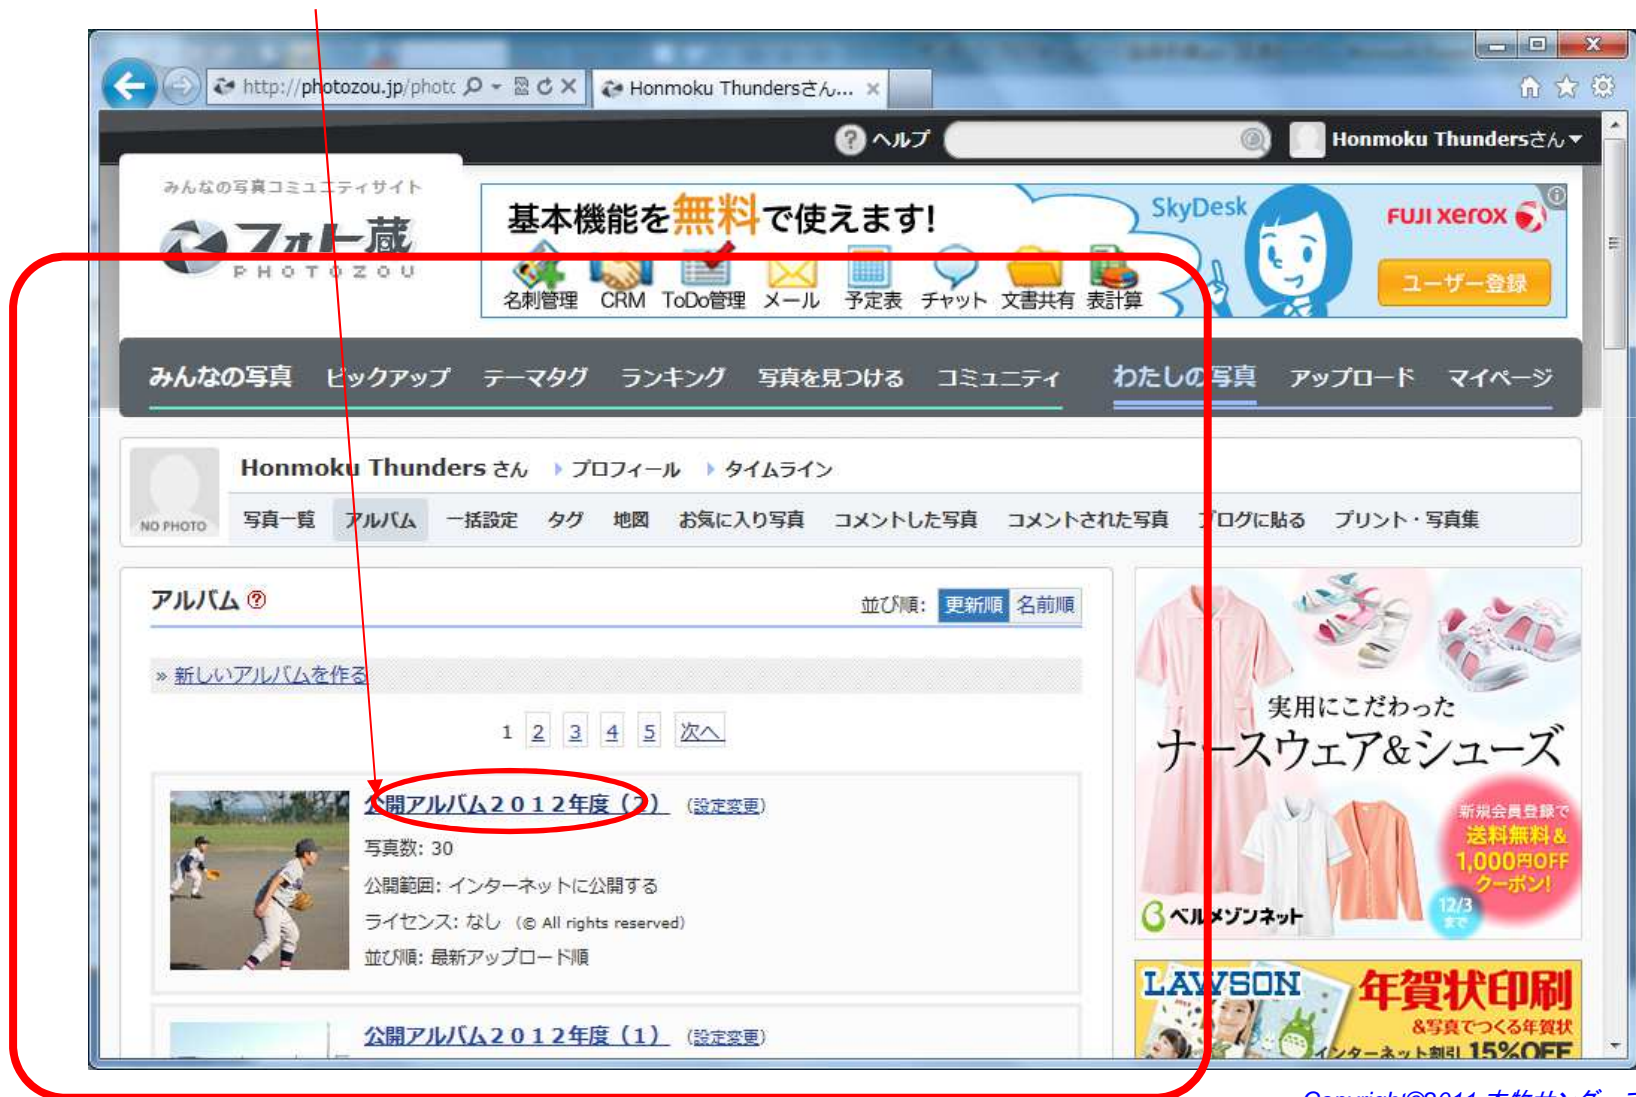 http://photozou.jp/photo
Honmoku Thundersさん...
ヘルプ
Honmoku Thundersさん
みんなの写真コミュニティサイト
フォト蔵
PHOTOZOU
基本機能を無料で使えます!
名刺管理 CRM ToDo管理 メール 予定表 チャット 文書共有 表計算
SkyDesk
FUJI xerox
ユーザー登録
みんなの写真 ピックアップ テーマタグ ランキング 写真を見つける コミュニティ わたしの写真 アップロード マイページ
Honmoku Thunders さん プロフィール タイムライン
NO PHOTO
写真一覧 アルバム 一括設定 タグ 地図 お気に入り写真 コメントした写真 コメントされた写真 ブログに貼る プリント・写真集
アルバム
並び順: 更新順 名前順
» 新しいアルバムを作る
1 2 3 4 5 次へ
公開アルバム2012年度(2) (設定変更)
写真数: 30
公開範囲: インターネットに公開する
ライセンス: なし (© All rights reserved)
並び順: 最新アップロード順
公開アルバム2012年度(1) (設定変更)
実用にこだわった
ナースウェア&シューズ
新規会員登録で
送料無料&
1,000円OFF
クーポン!
12/3
まで
ベルメゾンネット
LAWSON
年賀状印刷
&写真でつくる年賀状
インターネット割引 15%OFF